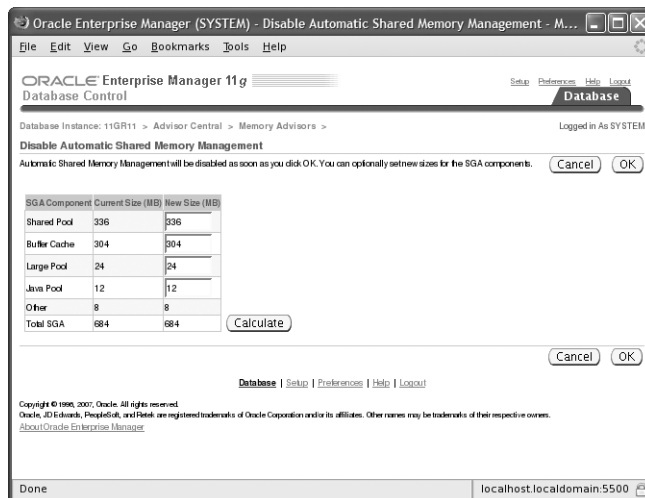 Oracle Enterprise Manager (SYSTEM) - Disable Automatic Shared Memory Management - M...
File Edit View Go Bookmarks Tools Help
ORACLE Enterprise Manager 11g
Database Control
Setup Preferences Help Logout
Database
Database Instance: 11GR11 > Advisor Central > Memory Advisors >
Logged in As SYSTEM
Disable Automatic Shared Memory Management
Automatic Shared Memory Management will be disabled as soon as you click OK. You can optionally set new sizes for the SGA components.
Cancel OK
SGA Component Current Size (MB) New Size (MB)
Shared Pool 336 336
Buffer Cache 304 304
Large Pool 24 24
Java Pool 12 12
Other 8 8
Total SGA 684 684 Calculate
Cancel OK
Database | Setup | Preferences | Help | Logout
Copyright © 1996, 2007, Oracle. All rights reserved.
Oracle, JD Edwards, PeopleSoft, and Retek are registered trademarks of Oracle Corporation and/or its affiliates. Other names may be trademarks of their respective owners.
About Oracle Enterprise Manager
Done
localhost.localdomain:5500